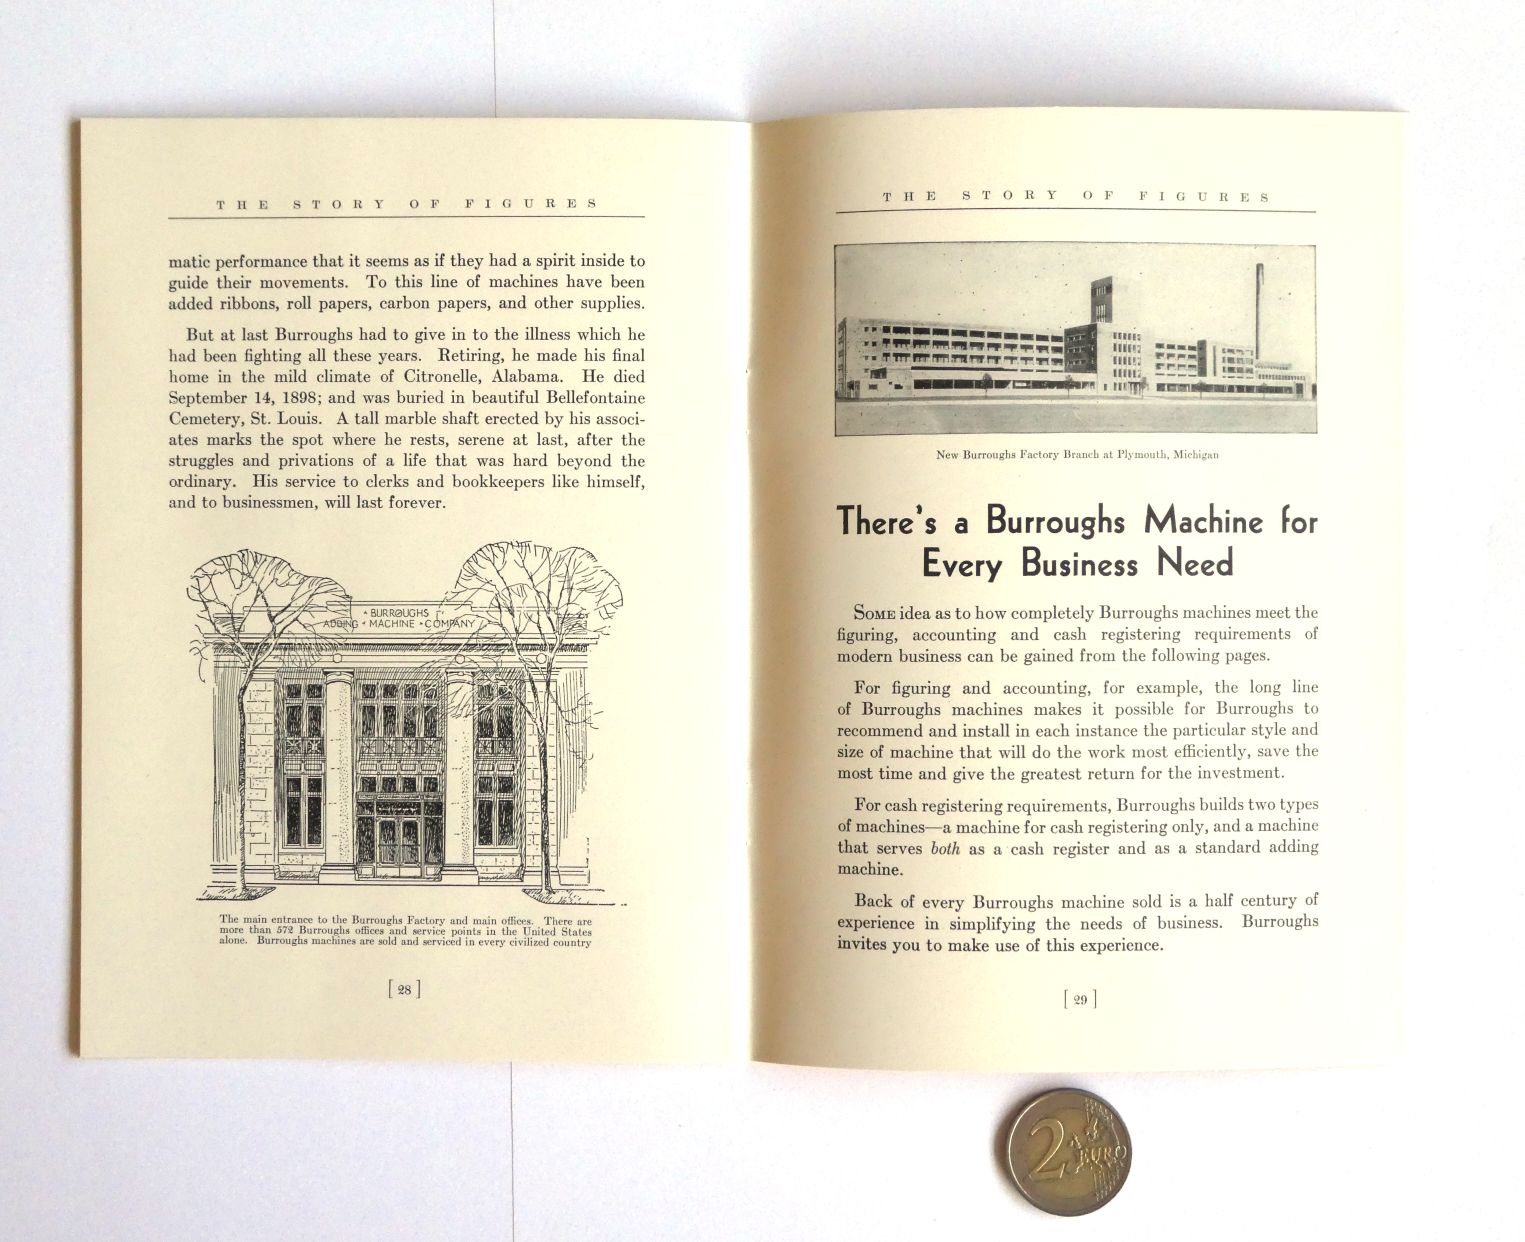 THE STORY OF FIGURES
matic performance that it seems as if they had a spirit inside to
guide their movements. To this line of machines have been
added ribbons, roll papers, carbon papers, and other supplies.
But at last Burroughs had to give in to the illness which he
had been fighting all these years. Retiring, he made his final
home in the mild climate of Citronelle, Alabama. He died
September 14, 1898; and was buried in beautiful Bellefontaine
Cemetery, St. Louis. A tall marble shaft erected by his associ-
ates marks the spot where he rests, serene at last, after the
struggles and privations of a life that was hard beyond the
ordinary. His service to clerks and bookkeepers like himself,
and to businessmen, will last forever.
BURROUGHS
ADDING • MACHINE • COMPANY
The main entrance to the Burroughs Factory and main offices. There are
more than 572 Burroughs offices and service points in the United States
alone. Burroughs machines are sold and serviced in every civilized country
[ 28 ]
THE STORY OF FIGURES
New Burroughs Factory Branch at Plymouth, Michigan
There's a Burroughs Machine for
Every Business Need
SOME idea as to how completely Burroughs machines meet the
figuring, accounting and cash registering requirements of
modern business can be gained from the following pages.
For figuring and accounting, for example, the long line
of Burroughs machines makes it possible for Burroughs to
recommend and install in each instance the particular style and
size of machine that will do the work most efficiently, save the
most time and give the greatest return for the investment.
For cash registering requirements, Burroughs builds two types
of machines—a machine for cash registering only, and a machine
that serves both as a cash register and as a standard adding
machine.
Back of every Burroughs machine sold is a half century of
experience in simplifying the needs of business. Burroughs
invites you to make use of this experience.
[ 29 ]
2 EURO